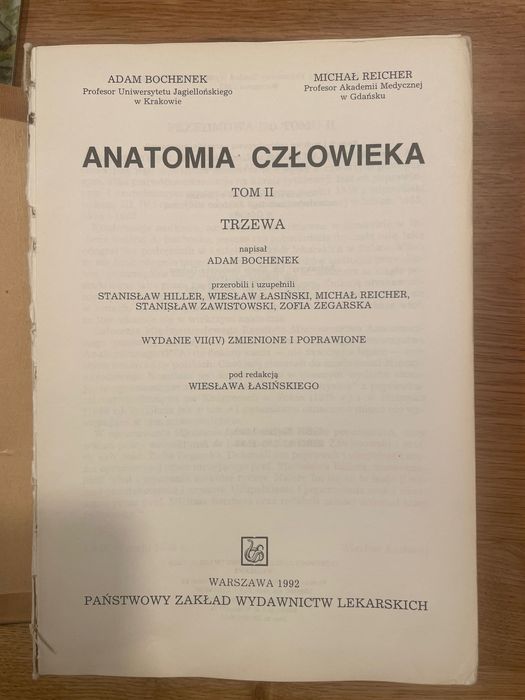 ADAM BOCHENEK
Profesor Uniwersytetu Jagiellońskiego
w Krakowie
MICHAŁ REICHER
Profesor Akademii Medycznej
w Gdańsku
ANATOMIA CZŁOWIEKA
TOM II
TRZEWA
napisał
ADAM BOCHENEK
przerobili i uzupełnili
STANISŁAW HILLER, WIESŁAW ŁASIŃSKI, MICHAŁ REICHER,
STANISŁAW ZAWISTOWSKI, ZOFIA ZEGARSKA
WYDANIE VII(IV) ZMIENIONE I POPRAWIONE
pod redakcją
WIESŁAWA ŁASIŃSKIEGO
WARSZAWA 1992
PAŃSTWOWY ZAKŁAD WYDAWNICTW LEKARSKICH